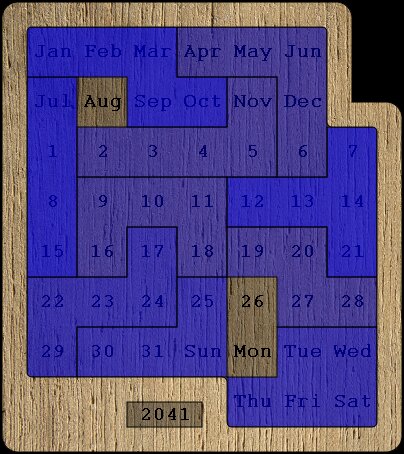 Jan Feb Mar Apr May Jun
Jul Aug Sep Oct Nov Dec
1 2 3 4 5 6 7
8 9 10 11 12 13 14
15 16 17 18 19 20 21
22 23 24 25 26 27 28
29 30 31 Sun Mon Tue Wed
Thu Fri Sat
2041